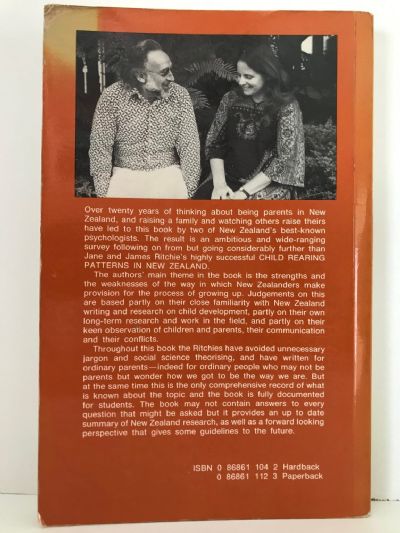 Over twenty years of thinking about being parents in New
Zealand, and raising a family and watching others raise theirs
have led to this book by two of New Zealand's best-known
psychologists. The result is an ambitious and wide-ranging
survey following on from but going considerably further than
Jane and James Ritchie's highly successful CHILD REARING
PATTERNS IN NEW ZEALAND.
The authors' main theme in the book is the strengths and
the weaknesses of the way in which New Zealanders make
provision for the process of growing up. Judgements on this
are based partly on their close familiarity with New Zealand
writing and research on child development, partly on their own
long-term research and work in the field, and partly on their
keen observation of children and parents, their communication
and their conflicts.
Throughout this book the Ritchies have avoided unnecessary
jargon and social science theorising, and have written for
ordinary parents—indeed for ordinary people who may not be
parents but wonder how we got to be the way we are. But
at the same time this is the only comprehensive record of what
is known about the topic and the book is fully documented
for students. The book may not contain answers to every
question that might be asked but it provides an up to date
summary of New Zealand research, as well as a forward looking
perspective that gives some guidelines to the future.
ISBN 0 86861 104 2 Hardback
0 86861 112 3 Paperback